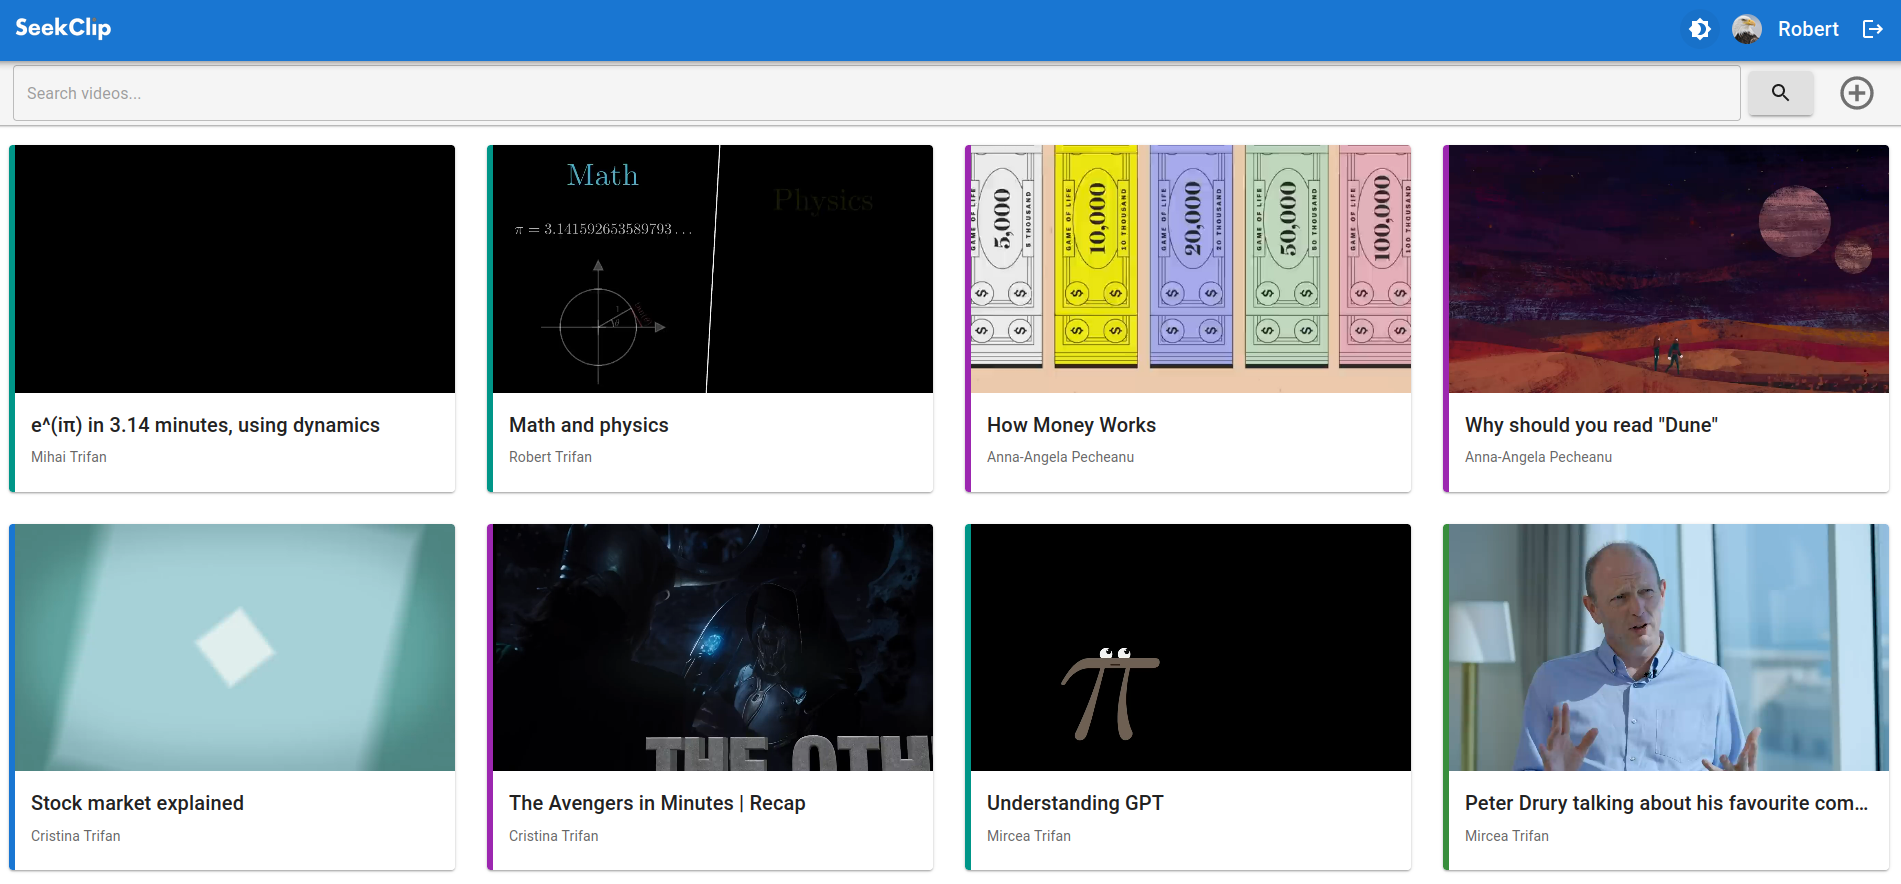 SeekClip
Robert
Search videos...
Math
Physics
π = 3.141592653589793...
1
θ
5,000
GAME OF LIFE
5 THOUSAND
10,000
GAME OF LIFE
10 THOUSAND
20,000
GAME OF LIFE
20 THOUSAND
50,000
GAME OF LIFE
50 THOUSAND
100,000
GAME OF LIFE
100 THOUSAND
e^(iπ) in 3.14 minutes, using dynamics
Mihai Trifan
Math and physics
Robert Trifan
How Money Works
Anna-Angela Pecheanu
Why should you read "Dune"
Anna-Angela Pecheanu
THE OTH
Stock market explained
Cristina Trifan
The Avengers in Minutes | Recap
Cristina Trifan
Understanding GPT
Mircea Trifan
Peter Drury talking about his favourite com...
Mircea Trifan